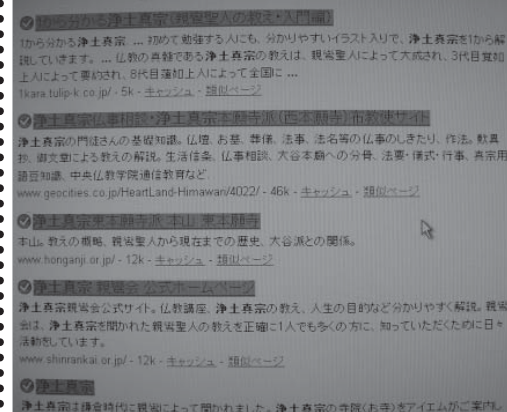 1から分かる浄土真宗(親鸞聖人の教え・入門編)
1から分かる浄土真宗 ... 初めて勉強する人にも、分かりやすいイラスト入りで、浄土真宗を1から解
説していきます。 ... 仏教の真髄である浄土真宗の教えは、親鸞聖人によって大成され、3代目覚如
上人によって要約され、8代目蓮如上人によって全国に ...
1kara.tulip-k.co.jp/ - 5k - キャッシュ - 類似ページ
浄土真宗仏事相談・浄土真宗本願寺派(西本願寺)布教使サイト
浄土真宗の門徒さんの基礎知識。仏壇、お墓、葬儀、法事、法名等の仏事のしきたり、作法。歎異
抄、御文章による教えの解説。生活信条、仏事相談、大谷本廟への分骨、法要・儀式・行事、真宗用
語豆知識、中央仏教学院通信教育など.
www.geocities.co.jp/HeartLand-Himawari/4022/ - 46k - キャッシュ - 類似ページ
浄土真宗東本願寺派 本山 東本願寺
本山。教えの概略、親鸞聖人から現在までの歴史、大谷派との関係。
www.honganji.or.jp/ - 12k - キャッシュ - 類似ページ
浄土真宗 親鸞会 公式ホームページ
浄土真宗親鸞会公式サイト。仏教講座、浄土真宗の教え、人生の目的など分かりやすく解説。親鸞
会は、浄土真宗を開かれた親鸞聖人の教えを正確に1人でも多くの方に、知っていただくために日々
活動をしています。
www.shinrankai.or.jp/ - 12k - キャッシュ - 類似ページ
浄土真宗
浄土真宗は鎌倉時代に親鸞によって開かれました。浄土真宗の寺院(お寺)をアイエムがご案内し